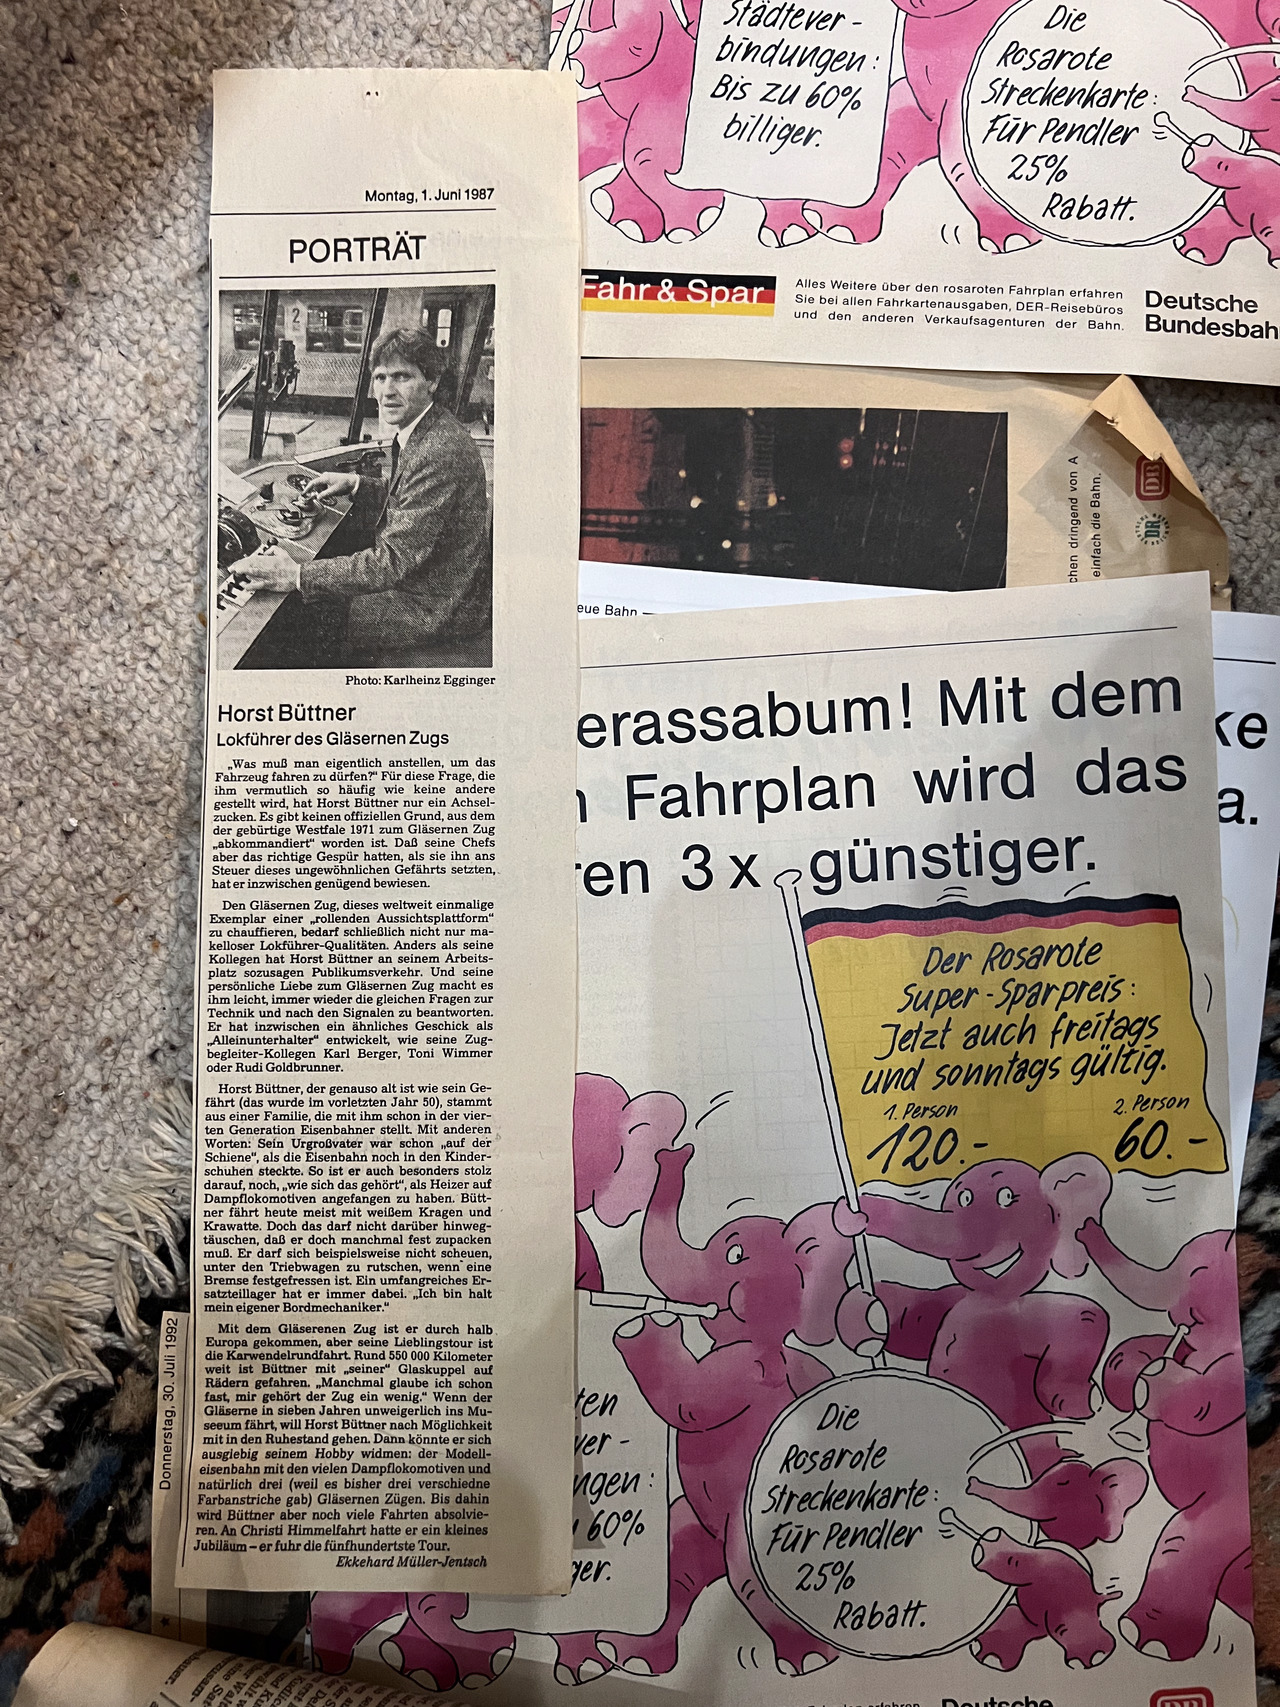 Montag, 1. Juni 1987
PORTRÄT
2
Photo: Karlheinz Egginger
Horst Büttner
Lokführer des Gläsernen Zugs
„Was muß man eigentlich anstellen, um das
Fahrzeug fahren zu dürfen?“ Für diese Frage, die
ihm vermutlich so häufig wie keine andere
gestellt wird, hat Horst Büttner nur ein Achsel-
zucken. Es gibt keinen offiziellen Grund, aus dem
der gebürtige Westfale 1971 zum Gläsernen Zug
„abkommandiert“ worden ist. Daß seine Chefs
aber das richtige Gespür hatten, als sie ihn ans
Steuer dieses ungewöhnlichen Gefährts setzten,
hat er inzwischen genügend bewiesen.
Den Gläsernen Zug, dieses weltweit einmalige
Exemplar einer „rollenden Aussichtsplattform“
zu chauffieren, bedarf schließlich nicht nur ma-
kelloser Lokführer-Qualitäten. Anders als seine
Kollegen hat Horst Büttner an seinem Arbeits-
platz sozusagen Publikumsverkehr. Und seine
persönliche Liebe zum Gläsernen Zug macht es
ihm leicht, immer wieder die gleichen Fragen zur
Technik und nach den Signalen zu beantworten.
Er hat inzwischen ein ähnliches Geschick als
„Alleinunterhalter“ entwickelt, wie seine Zug-
begleiter-Kollegen Karl Berger, Toni Wimmer
oder Rudi Goldbrunner.
Horst Büttner, der genauso alt ist wie sein Ge-
fährt (das wurde im vorletzten Jahr 50), stammt
aus einer Familie, die mit ihm schon in der vier-
ten Generation Eisenbahner stellt. Mit anderen
Worten: Sein Urgroßvater war schon „auf der
Schiene“, als die Eisenbahn noch in den Kinder-
schuhen steckte. So ist er auch besonders stolz
darauf, noch, „wie sich das gehört“, als Heizer auf
Dampflokomotiven angefangen zu haben. Bütt-
ner fährt heute meist mit weißem Kragen und
Krawatte. Doch das darf nicht darüber hinweg-
täuschen, daß er doch manchmal fest zupacken
muß. Er darf sich beispielsweise nicht scheuen,
unter den Triebwagen zu rutschen, wenn eine
Bremse festgefressen ist. Ein umfangreiches Er-
satzteillager hat er immer dabei. „Ich bin halt
mein eigener Bordmechaniker.“
Mit dem Gläserenen Zug ist er durch halb
Europa gekommen, aber seine Lieblingstour ist
die Karwendelrundfahrt. Rund 550 000 Kilometer
weit ist Büttner mit „seiner“ Glaskuppel auf
Rädern gefahren. „Manchmal glaube ich schon
fast, mir gehört der Zug ein wenig.“ Wenn der
Gläserne in sieben Jahren unweigerlich ins Mu-
seeum fährt, will Horst Büttner nach Möglichkeit
mit in den Ruhestand gehen. Dann könnte er sich
ausgiebig seinem Hobby widmen: der Modell-
eisenbahn mit den vielen Dampflokomotiven und
natürlich drei (weil es bisher drei verschiedne
Farbanstriche gab) Gläsernen Zügen. Bis dahin
wird Büttner aber noch viele Fahrten absolvie-
ren. An Christi Himmelfahrt hatte er ein kleines
Jubiläum – er fuhr die fünfhundertste Tour.
Ekkehard Müller-Jentsch
Donnerstag, 30. Juli 1992
Städtever-
bindungen:
Bis zu 60%
billiger.
Die
Rosarote
Streckenkarte:
Für Pendler
25%
Rabatt.
Fahr & Spar
Alles Weitere über den rosaroten Fahrplan erfahren
Sie bei allen Fahrkartenausgaben, DER-Reisebüros
und den anderen Verkaufsagenturen der Bahn.
Deutsche
Bundesbah
chen dringend von A
einfach die Bahn.
DB
DR
eue Bahn
erassabum! Mit dem
n Fahrplan wird das
ren 3 x günstiger.
ke
a.
Der Rosarote
Super-Sparpreis:
Jetzt auch freitags
und sonntags gültig.
1. Person
2. Person
120.-
60.-
ten
ver-
ngen:
60%
ger.
Die
Rosarote
Streckenkarte:
Für Pendler
25%
Rabatt.
erfahren
Deutsche
DB